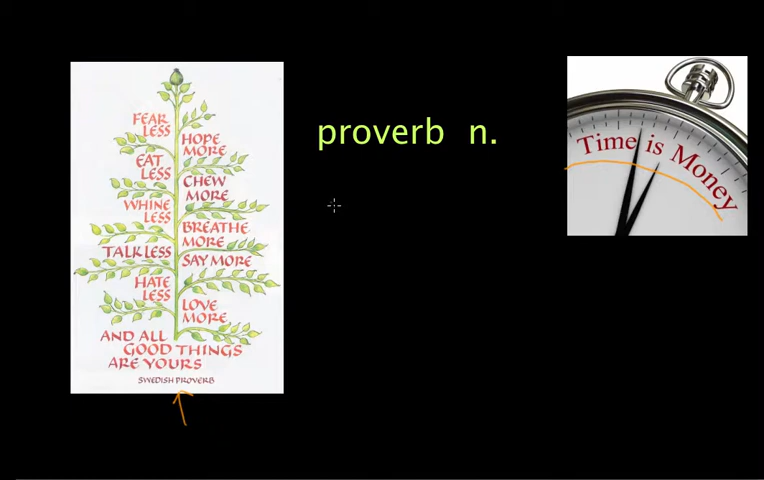 FEAR
LESS
HOPE
MORE
EAT
LESS
CHEW
MORE
WHINE
LESS
BREATHE
MORE
TALK LESS
SAY MORE
HATE
LESS
LOVE
MORE
AND ALL
GOOD THINGS
ARE YOURS
SWEDISH PROVERB
proverb n.
Time is Money